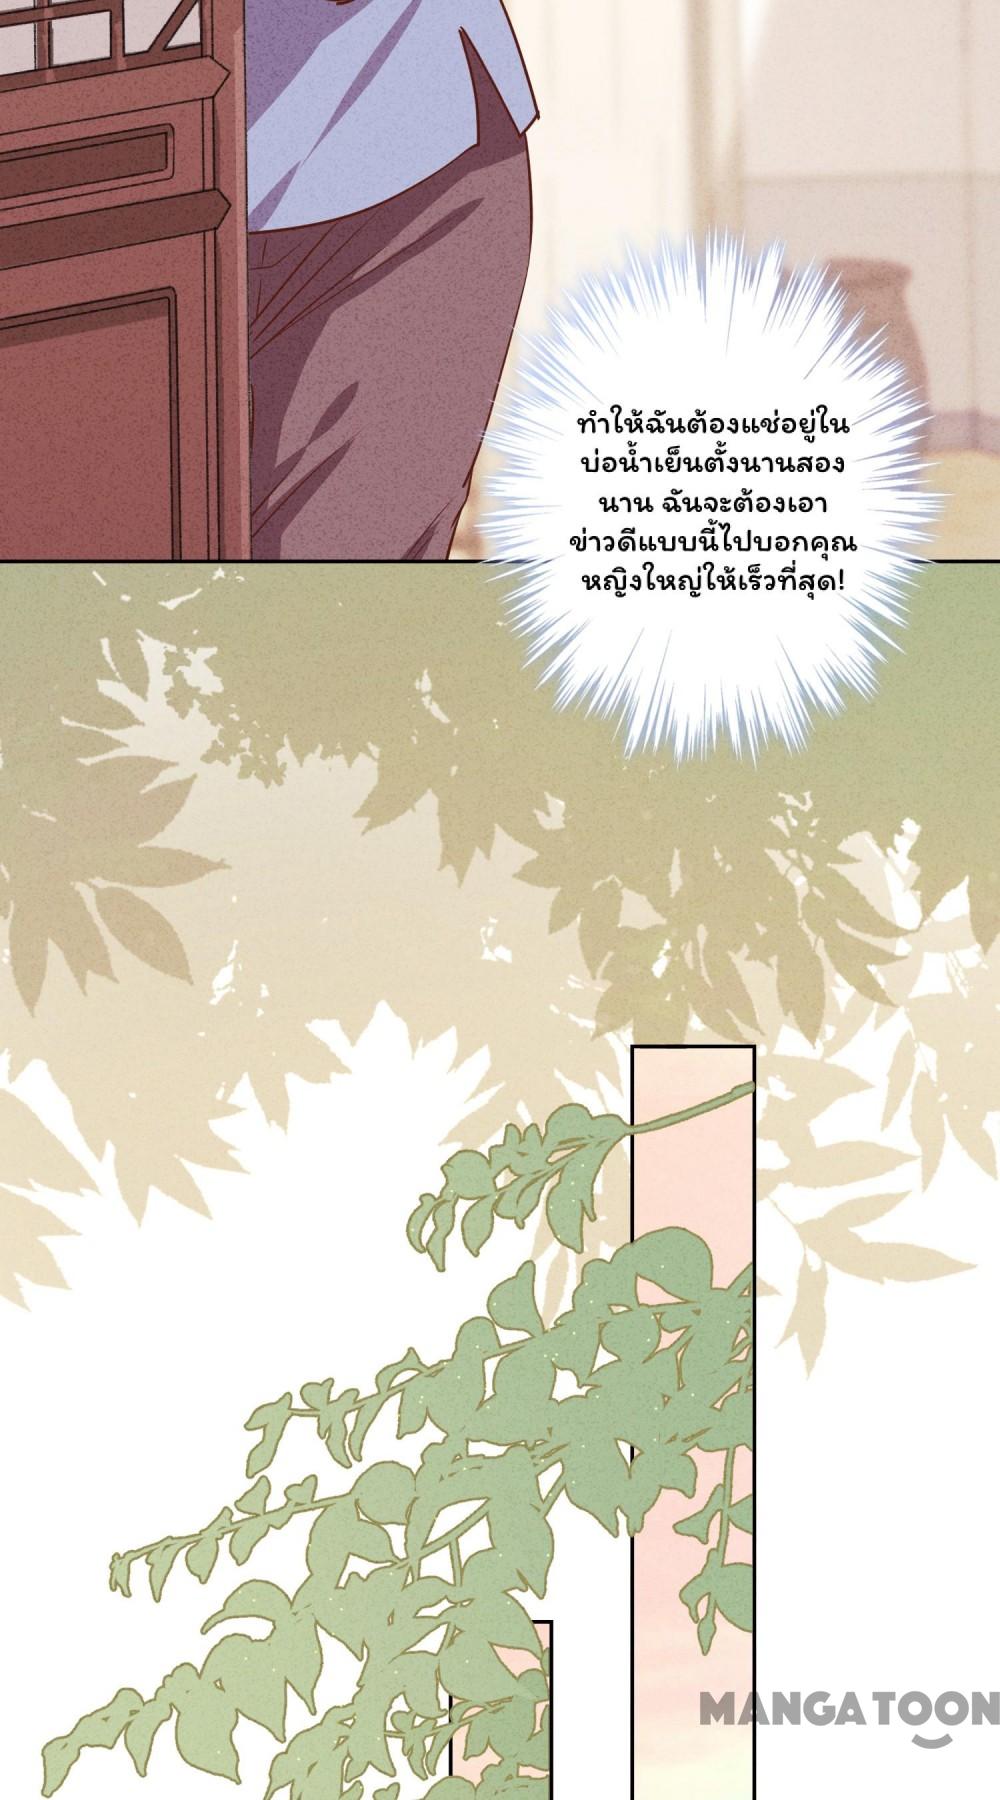 ทำให้ฉันต้องแช่อยู่ใน
บ่อน้ำเย็นตั้งนานสอง
นาน ฉันจะต้องเอา
ข่าวดีแบบนี้ไปบอกคุณ
หญิงใหญ่ให้เร็วที่สุด!
MANGATOON